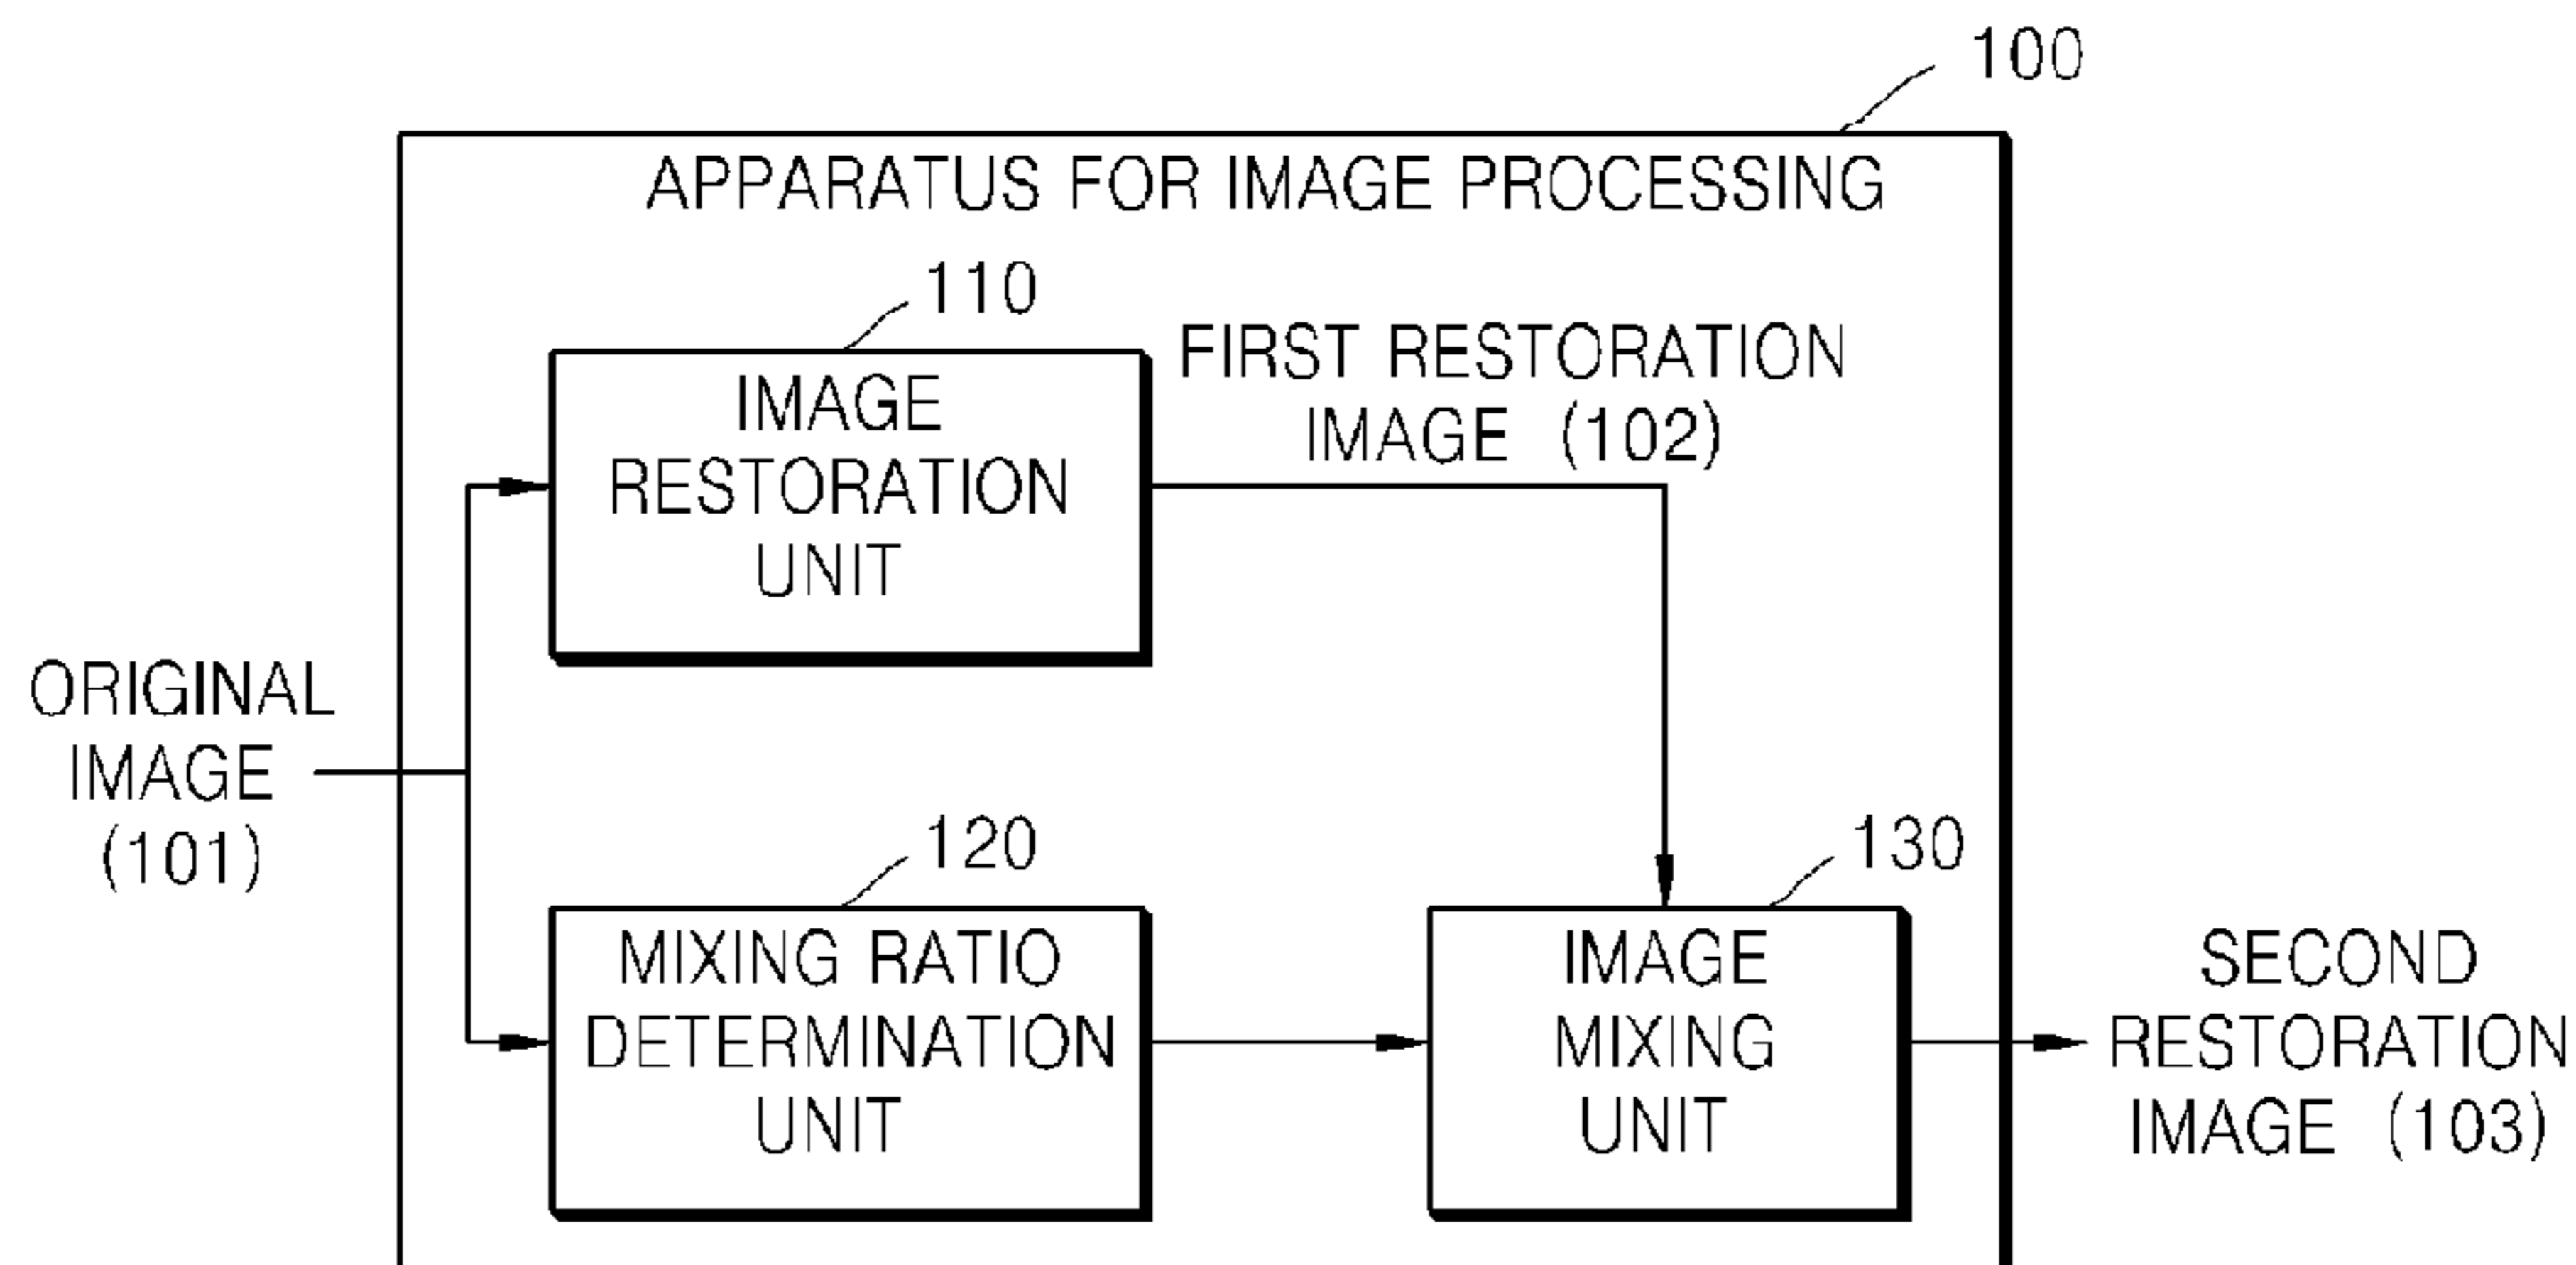 100
APPARATUS FOR IMAGE PROCESSING
110
IMAGE
RESTORATION
UNIT
FIRST RESTORATION
IMAGE (102)
ORIGINAL
IMAGE
(101)
120
MIXING RATIO
DETERMINATION
UNIT
130
IMAGE
MIXING
UNIT
SECOND
RESTORATION
IMAGE (103)